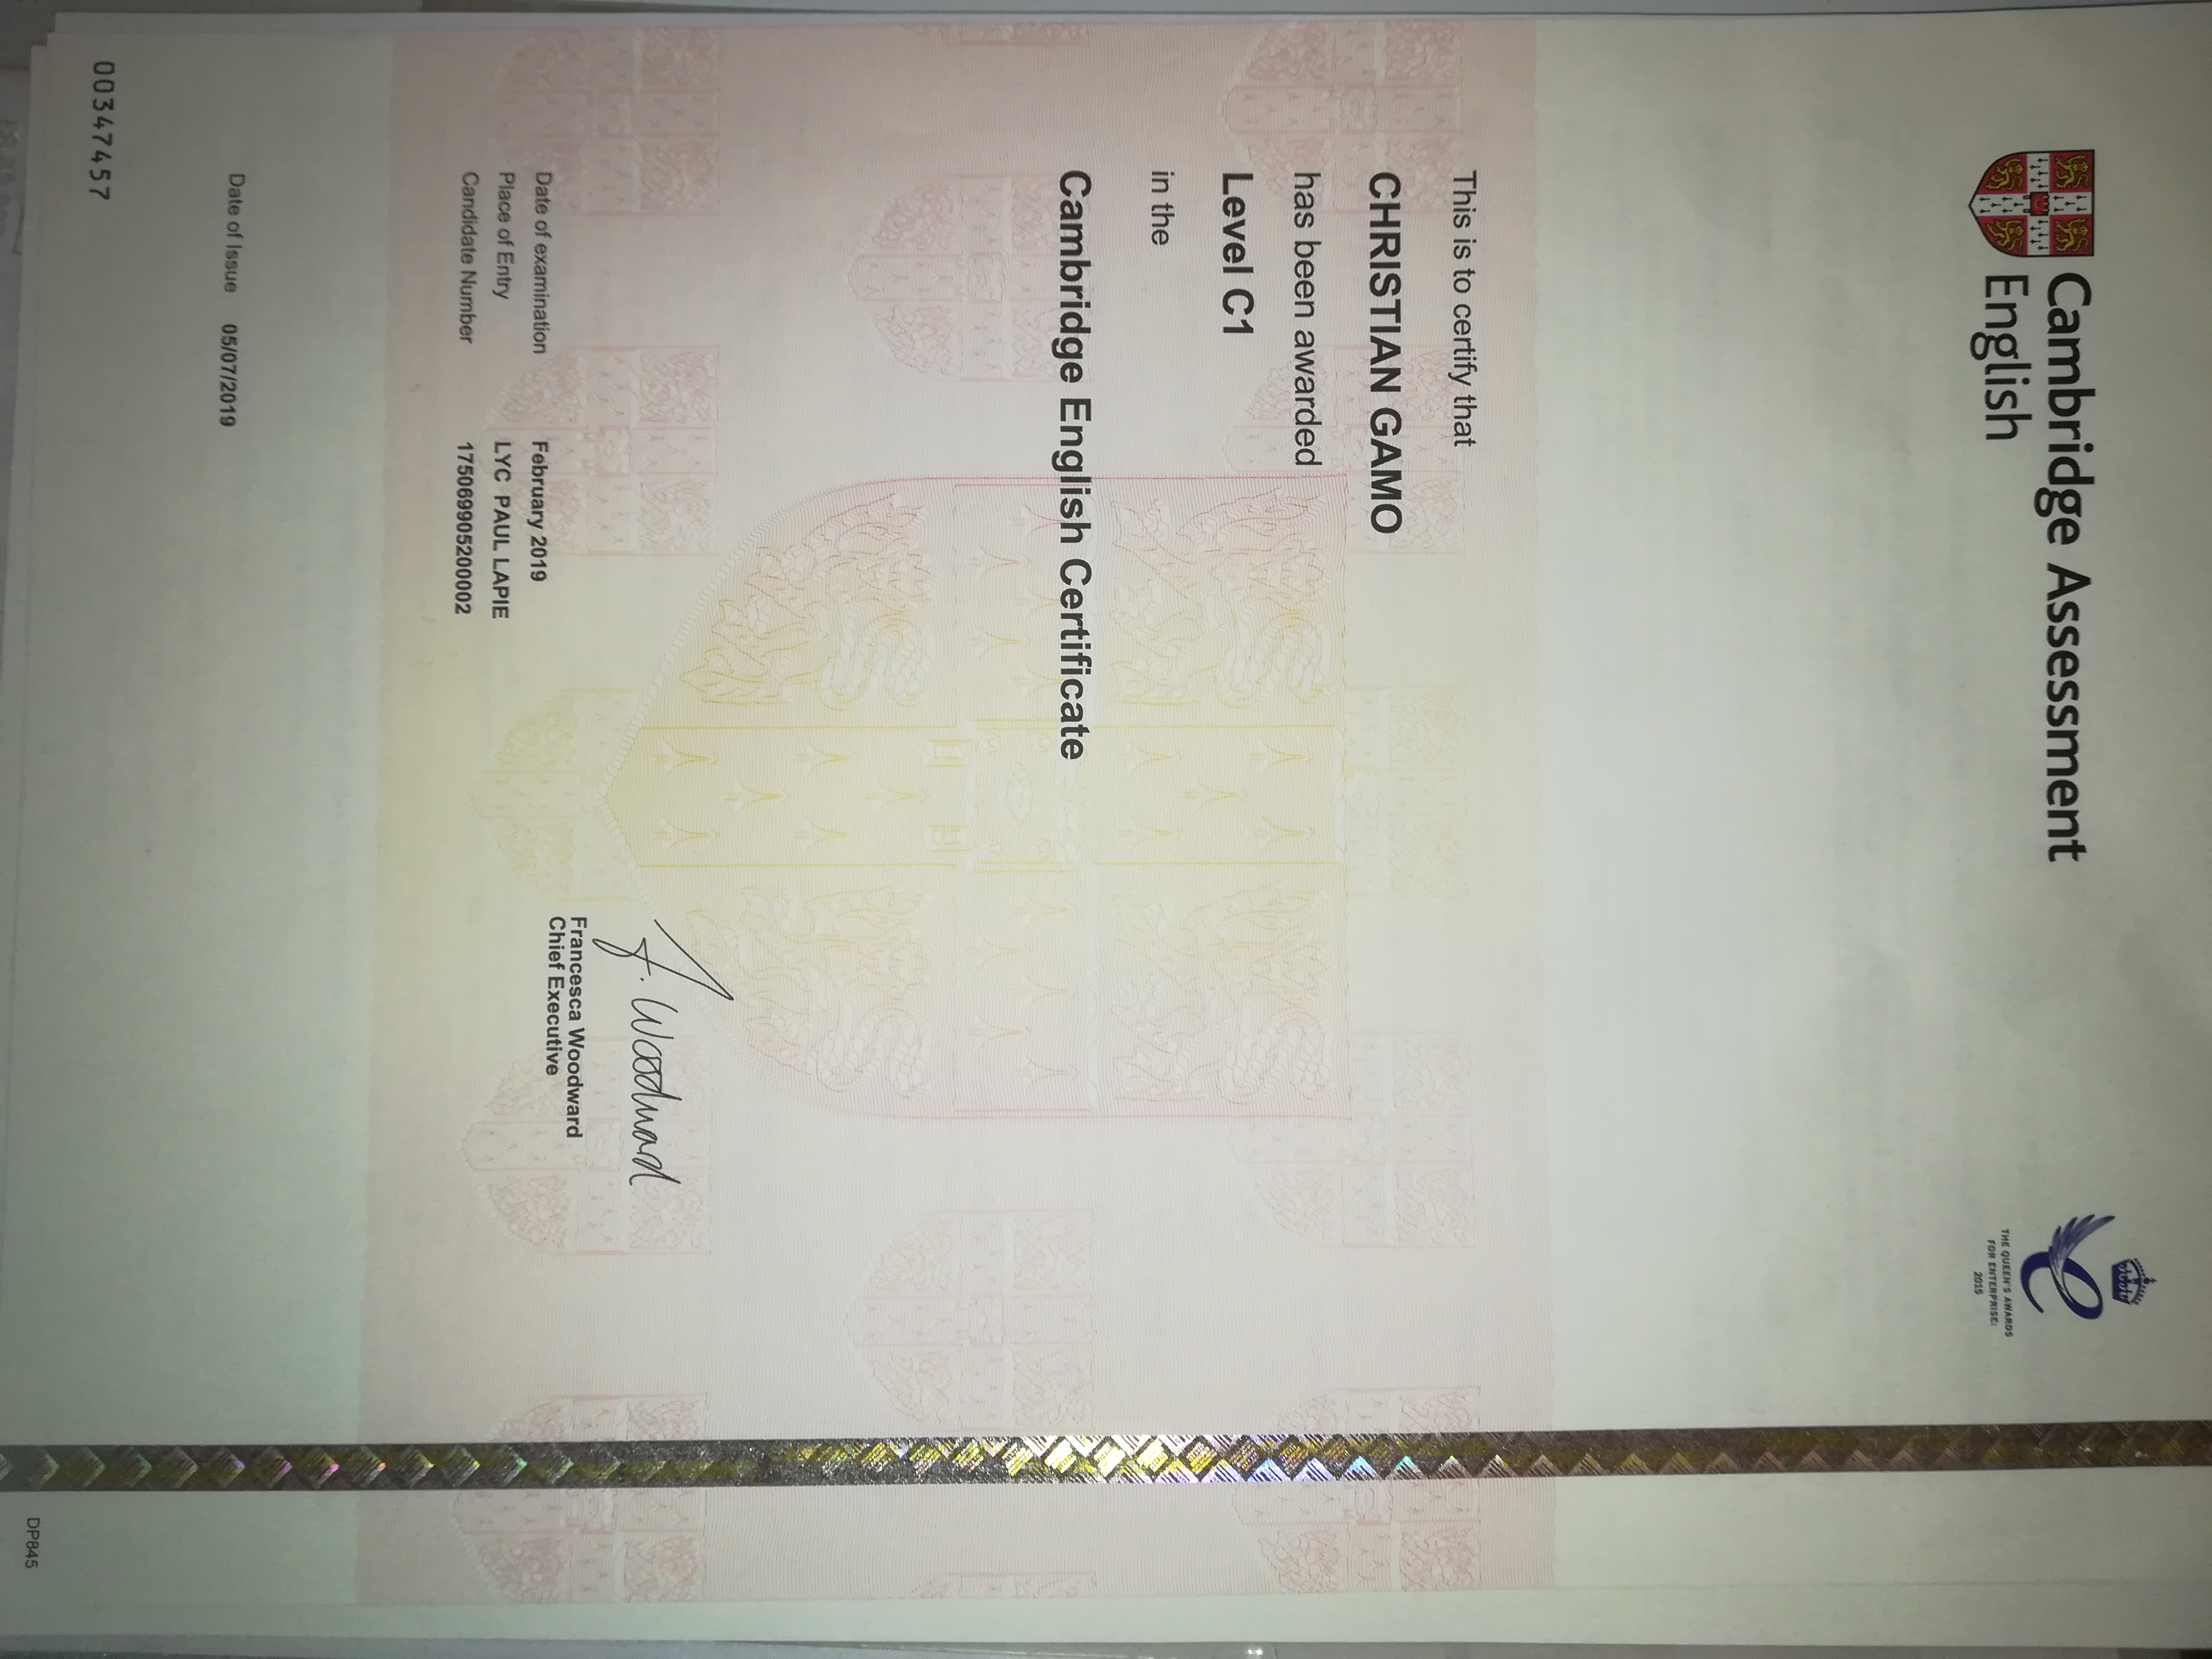 Cambridge Assessment
English
THE QUEEN'S AWARDS
FOR ENTERPRISE:
2015
This is to certify that
CHRISTIAN GAMO
has been awarded
Level C1
in the
Cambridge English Certificate
F. Woodward
Francesca Woodward
Chief Executive
Date of examination February 2019
Place of Entry LYC PAUL LAPIE
Candidate Number 17506990520002
Date of Issue 05/07/2019
00347457
DP845